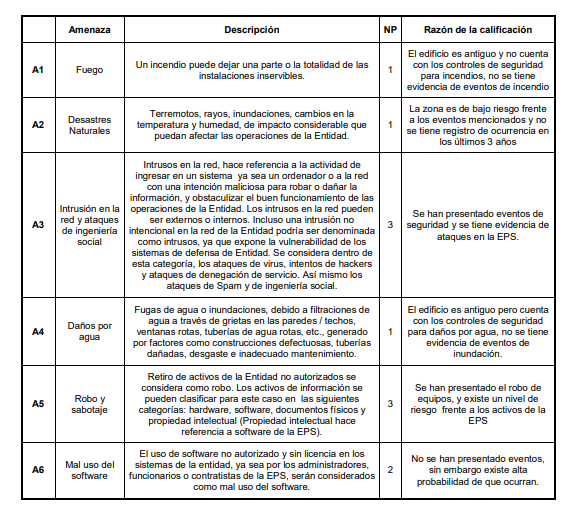 Amenaza Descripción NP Razón de la calificación
A1
Fuego
Un incendio puede dejar una parte o la totalidad de las
instalaciones inservibles.
1
El edificio es antiguo y no cuenta
con los controles de seguridad
para incendios, no se tiene
evidencia de eventos de incendio
A2
Desastres
Naturales
Terremotos, rayos, inundaciones, cambios en la
temperatura y humedad, de impacto considerable que
puedan afectar las operaciones de la Entidad.
1
La zona es de bajo riesgo frente
a los eventos mencionados y no
se tiene registro de ocurrencia en
los últimos 3 años
A3
Intrusión en la
red y ataques
de ingeniería
social
Intrusos en la red, hace referencia a la actividad de
ingresar en un sistema ya sea un ordenador o a la red
con una intención maliciosa para robar o dañar la
información, y obstaculizar el buen funcionamiento de las
operaciones de la Entidad. Los intrusos en la red pueden
ser externos o internos. Incluso una intrusión no
intencional en la red de la Entidad podría ser denominada
como intrusos, ya que expone la vulnerabilidad de los
sistemas de defensa de Entidad. Se considera dentro de
esta categoría, los ataques de virus, intentos de hackers
y ataques de denegación de servicio. Así mismo los
ataques de Spam y de ingeniería social.
3
Se han presentado eventos de
seguridad y se tiene evidencia de
ataques en la EPS.
A4
Daños por
agua
Fugas de agua o inundaciones, debido a filtraciones de
agua a través de grietas en las paredes / techos,
ventanas rotas, tuberías de agua rotas, etc., generado
por factores como construcciones defectuosas, tuberías
dañadas, desgaste e inadecuado mantenimiento.
1
El edificio es antiguo pero cuenta
con los controles de seguridad
para daños por agua, no se tiene
evidencia de eventos de
inundación.
A5
Robo y
sabotaje
Retiro de activos de la Entidad no autorizados se
considera como robo. Los activos de información se
pueden clasificar para este caso en las siguientes
categorías: hardware, software, documentos físicos y
propiedad intelectual (Propiedad intelectual hace
referencia a software de la EPS).
3
Se han presentado el robo de
equipos, y existe un nivel de
riesgo frente a los activos de la
EPS
A6
Mal uso del
software
El uso de software no autorizado y sin licencia en los
sistemas de la entidad, ya sea por los administradores,
funcionarios o contratistas de la EPS, serán considerados
como mal uso del software.
2
No se han presentado eventos,
sin embargo existe alta
probabilidad de que ocurran.